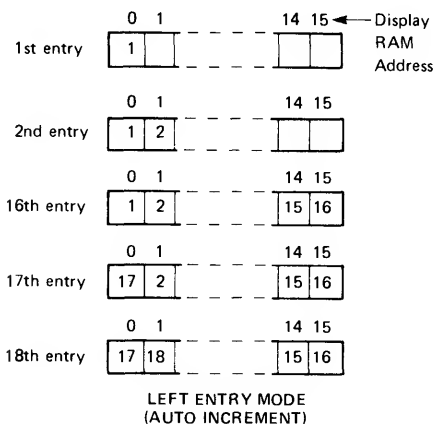 0 1 14 15 Display
1st entry 1 RAM
Address
0 1 14 15
2nd entry 1 2
0 1 14 15
16th entry 1 2 15 16
0 1 14 15
17th entry 17 2 15 16
0 1 14 15
18th entry 17 18 15 16
LEFT ENTRY MODE
(AUTO INCREMENT)